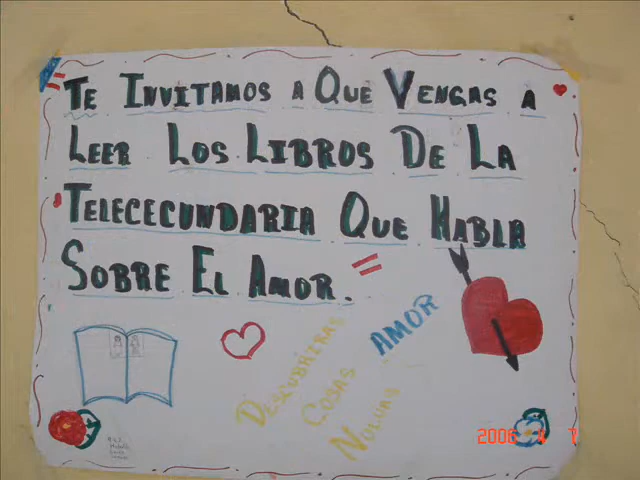 TE INVITAMOS A QUE VENGAS A
LEER LOS LIBROS DE LA
TELECECUNDARIA QUE HABLA
SOBRE EL AMOR.
=
AMOR
DESCUBRIRAS
COSAS
NUEVAS
2006 4 7